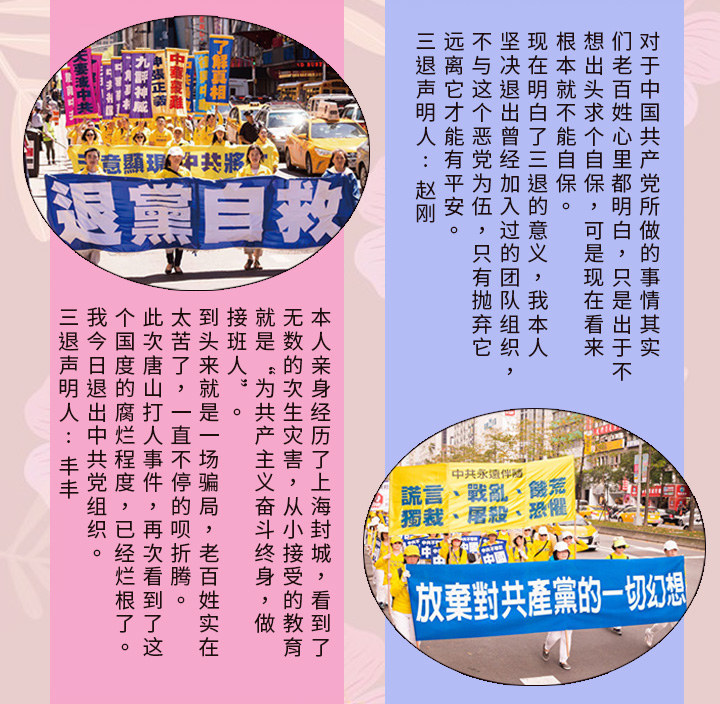 对于中国共产党所做的事情其实
们老百姓心里都明白，只是出于不
想出头求个自保，可是现在看来
根本就不能自保。
现在明白了三退的意义，我本人
坚决退出曾经加入过的团队组织，
不与这个恶党为伍，只有抛弃它
远离它才能有平安。
三退声明人：赵刚
中共永遠伴隨
謊言、戰亂、饑荒
獨裁、屠殺、恐懼
放棄對共產黨的一切幻想
了解真相
張正義
九評神威
意顯現 中共將
退黨自救
本人亲身经历了上海封城，看到了
无数的次生灾害，从小接受的教育
就是“为共产主义奋斗终身，做
接班人”。
到头来就是一场骗局，老百姓实在
太苦了，一直不停的呗折腾。
此次唐山打人事件，再次看到了这
个国度的腐烂程度，已经烂根了。
我今日退出中共党组织。
三退声明人：丰丰